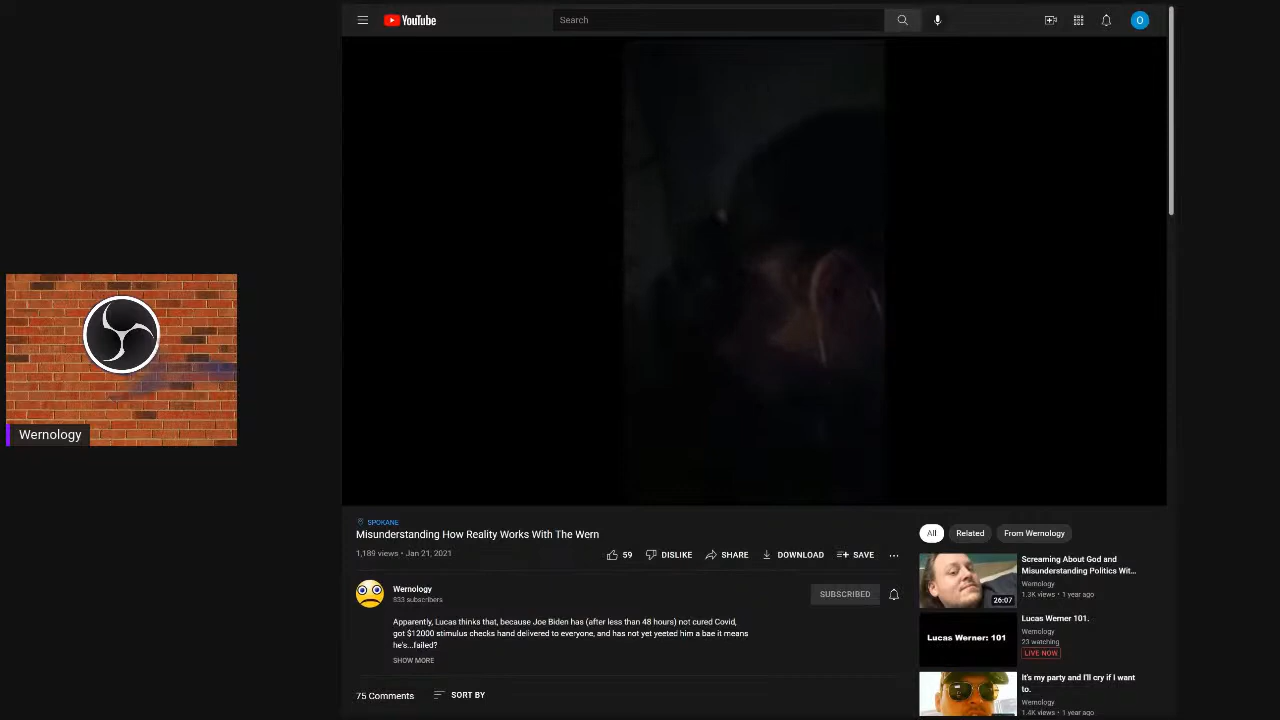 YouTube
Search
O
Wernology
SPOKANE
Misunderstanding How Reality Works With The Wern
1,189 views • Jan 21, 2021
59
DISLIKE
SHARE
DOWNLOAD
SAVE
Wernology
833 subscribers
SUBSCRIBED
Apparently, Lucas thinks that, because Joe Biden has (after less than 48 hours) not cured Covid,
got $12000 stimulus checks hand delivered to everyone, and has not yet yeeted him a bae it means
he's...failed?
SHOW MORE
75 Comments
SORT BY
All
Related
From Wernology
26:07
Screaming About God and
Misunderstanding Politics Wit...
Wernology
1.3K views • 1 year ago
Lucas Werner: 101
Lucas Werner 101.
Wernology
23 watching
LIVE NOW
It's my party and I'll cry if I want
to.
Wernology
1.4K views • 1 year ago